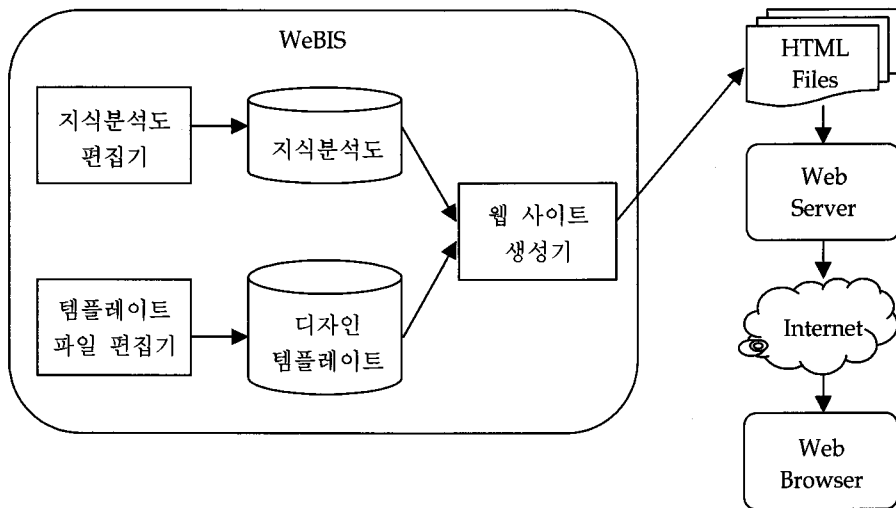 WeBIS
지식분석도
편집기
지식분석도
템플레이트
파일 편집기
디자인
템플레이트
웹 사이트
생성기
HTML
Files
Web
Server
Internet
Web
Browser